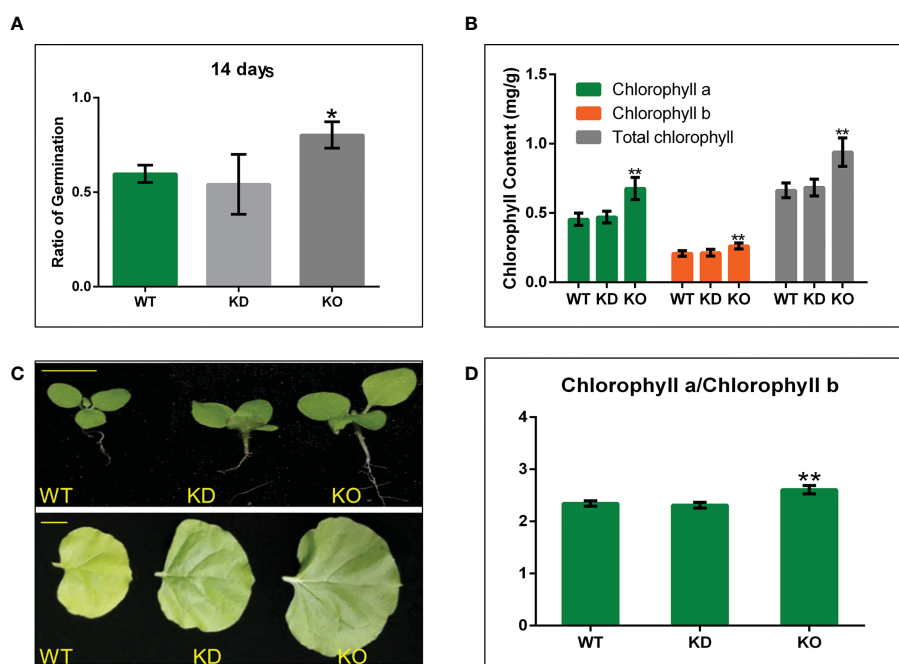 A
14 days
Ratio of Germination
1.0
0.5
0.0
*
WT KD KO
B
Chlorophyll Content (mg/g)
1.5
1.0
0.5
0.0
Chlorophyll a
Chlorophyll b
Total chlorophyll
**
**
**
WT KD KO WT KD KO WT KD KO
C
WT KD KO
WT KD KO
D
Chlorophyll a/Chlorophyll b
4
3
2
1
0
**
WT KD KO